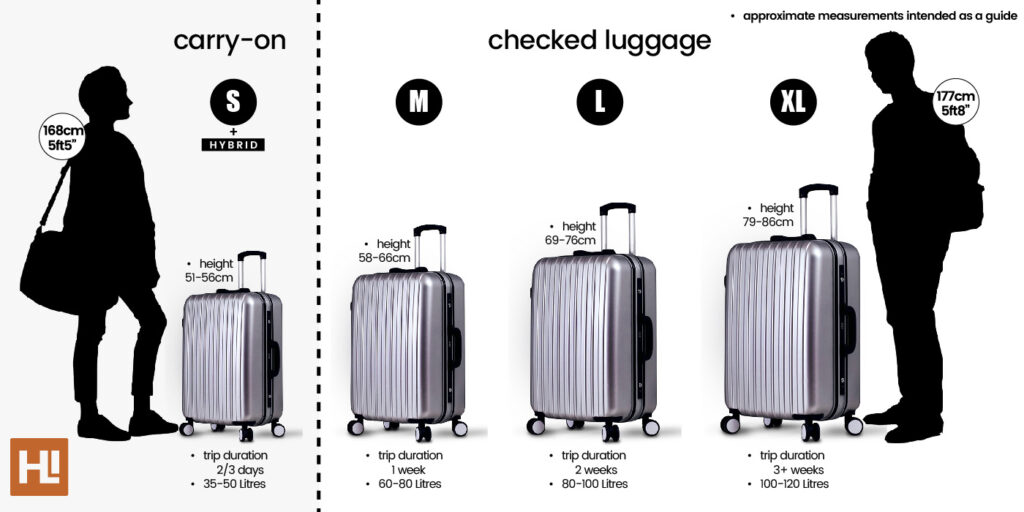 • approximate measurements intended as a guide
carry-on
checked luggage
S
+
HYBRID
M
L
XL
168cm
5ft5”
177cm
5ft8”
• height
51-56cm
• height
58-66cm
• height
69-76cm
• height
79-86cm
• trip duration
2/3 days
• 35-50 Litres
• trip duration
1 week
• 60-80 Litres
• trip duration
2 weeks
• 80-100 Litres
• trip duration
3+ weeks
• 100-120 Litres
HL